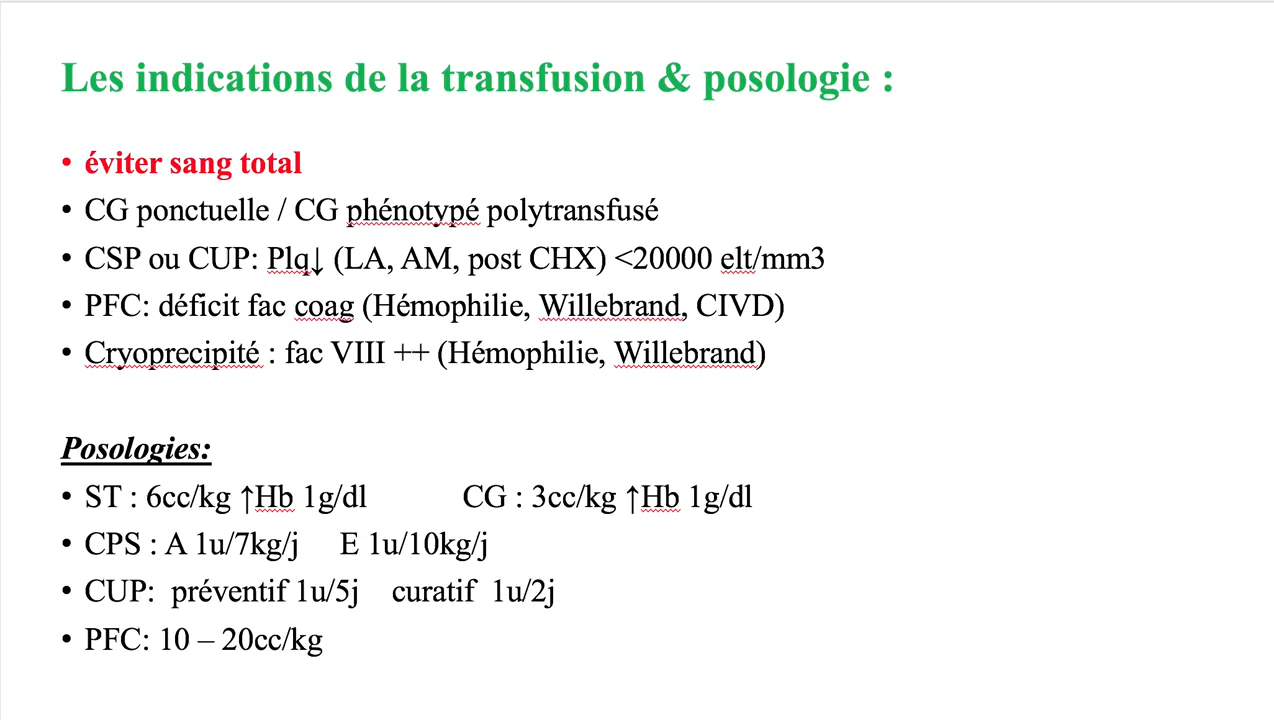 Les indications de la transfusion & posologie :
• éviter sang total
• CG ponctuelle / CG phénotypé polytransfusé
• CSP ou CUP: Plq↓ (LA, AM, post CHX) <20000 elt/mm3
• PFC: déficit fac coag (Hémophilie, Willebrand, CIVD)
• Cryoprecipité : fac VIII ++ (Hémophilie, Willebrand)
Posologies:
• ST : 6cc/kg ↑Hb 1g/dl CG : 3cc/kg ↑Hb 1g/dl
• CPS : A 1u/7kg/j E 1u/10kg/j
• CUP: préventif 1u/5j curatif 1u/2j
• PFC: 10 – 20cc/kg